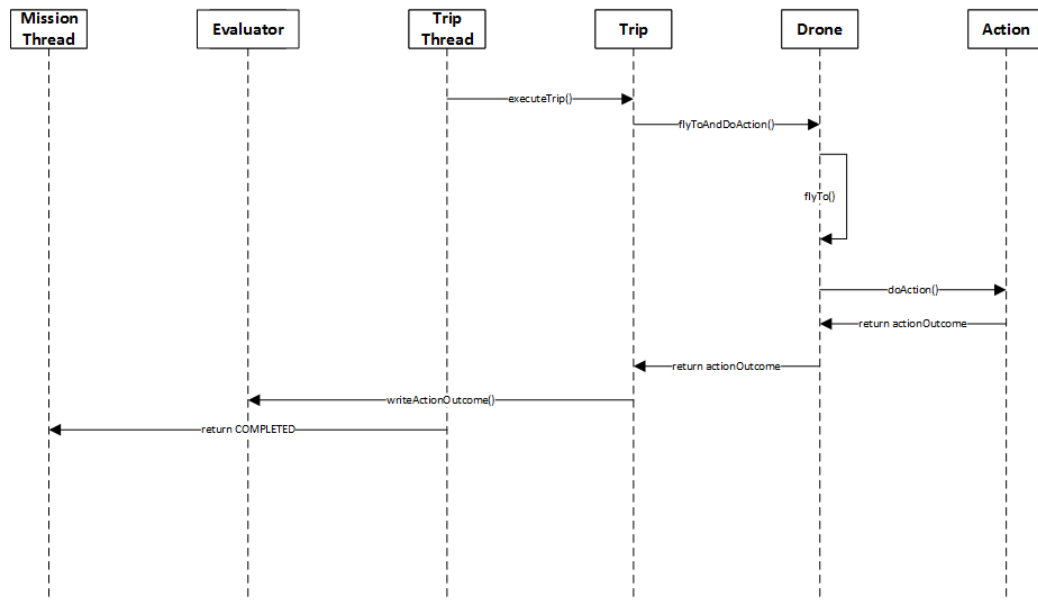 Mission
Thread
Evaluator
Trip
Thread
Trip
Drone
Action
executeTrip()
flyToAndDoAction()
flyTo()
doAction()
return actionOutcome
return actionOutcome
writeActionOutcome()
return COMPLETED